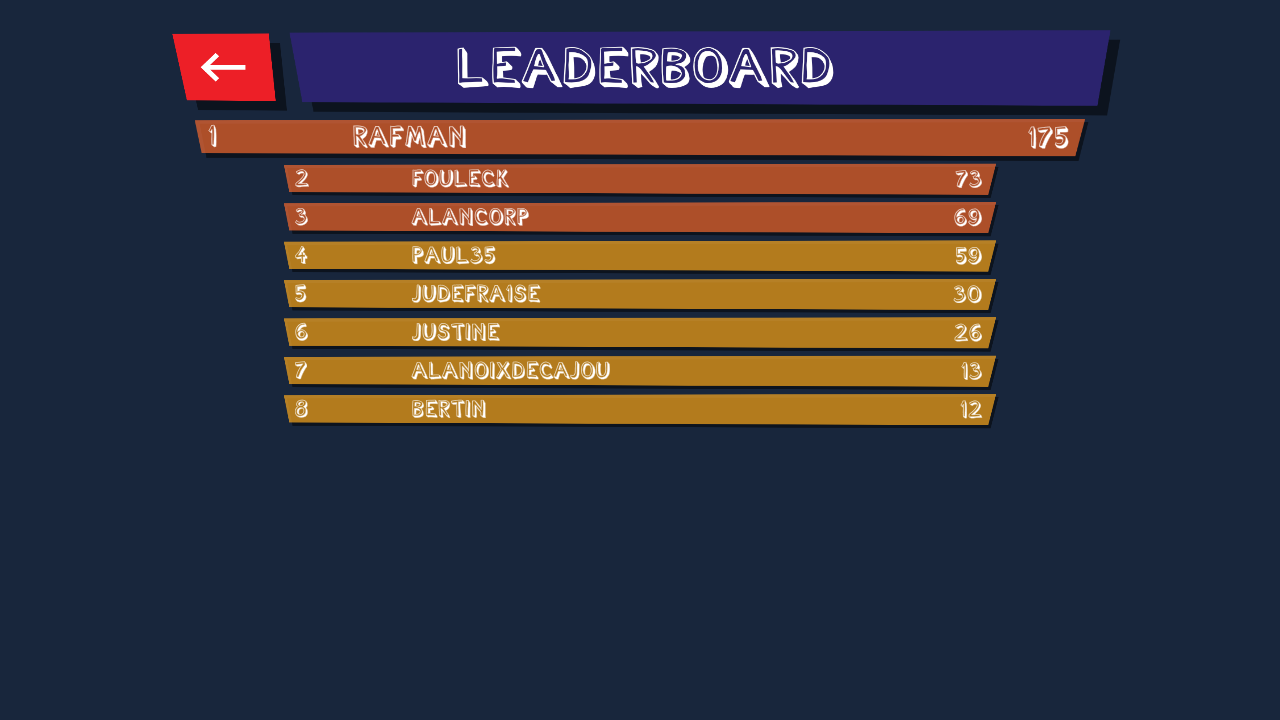 LEADERBOARD
1 RAFMAN 175
2 FOULECK 73
3 ALANCORP 69
4 PAUL35 59
5 JUDEFRA1SE 30
6 JUSTINE 26
7 ALANOIXDECAJOU 13
8 BERTIN 12